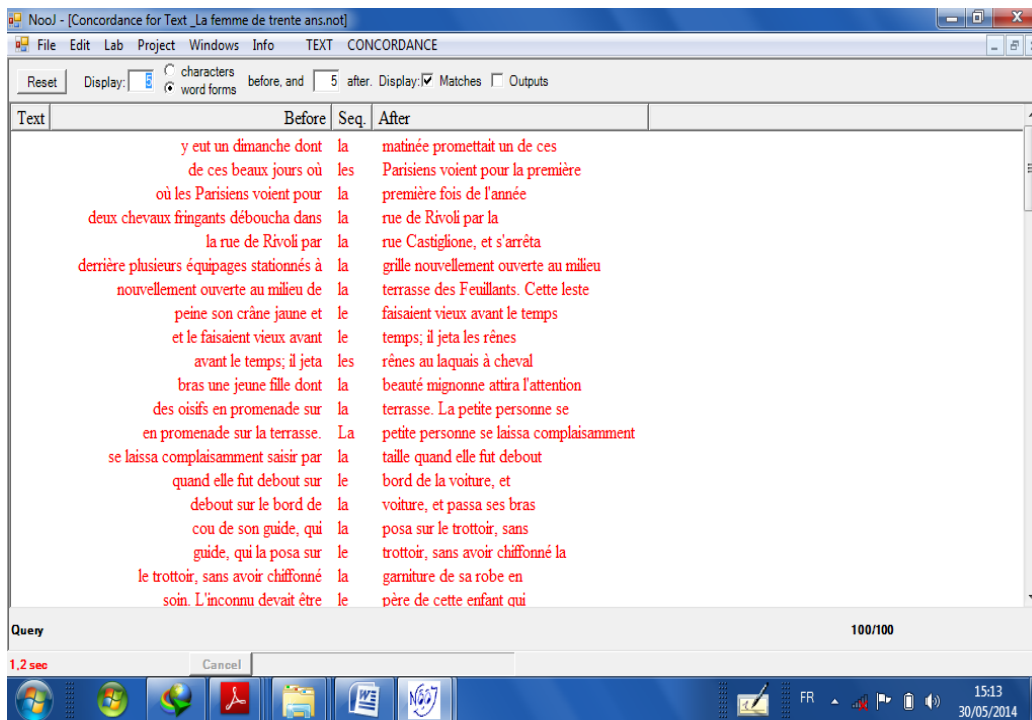 NooJ - [Concordance for Text _La femme de trente ans.not]
File Edit Lab Project Windows Info TEXT CONCORDANCE
Reset Display: 5 characters word forms before, and 5 after. Display: Matches Outputs
Text Before Seq. After
y eut un dimanche dont la matinée promettait un de ces
de ces beaux jours où les Parisiens voient pour la première
où les Parisiens voient pour la première fois de l'année
deux chevaux fringants déboucha dans la rue de Rivoli par la
la rue de Rivoli par la rue Castiglione, et s'arrêta
derrière plusieurs équipages stationnés à la grille nouvellement ouverte au milieu
nouvellement ouverte au milieu de la terrasse des Feuillants. Cette leste
peine son crâne jaune et le faisaient vieux avant le temps
et le faisaient vieux avant le temps; il jeta les rênes
avant le temps; il jeta les rênes au laquais à cheval
bras une jeune fille dont la beauté mignonne attira l'attention
des oisifs en promenade sur la terrasse. La petite personne se
en promenade sur la terrasse. La petite personne se laissa complaisamment
se laissa complaisamment saisir par la taille quand elle fut debout
quand elle fut debout sur le bord de la voiture, et
debout sur le bord de la voiture, et passa ses bras
cou de son guide, qui la posa sur le trottoir, sans
guide, qui la posa sur le trottoir, sans avoir chiffonné la
le trottoir, sans avoir chiffonné la garniture de sa robe en
soin. L'inconnu devait être le père de cette enfant qui
Query 100/100
1,2 sec Cancel
FR 15:13
30/05/2014